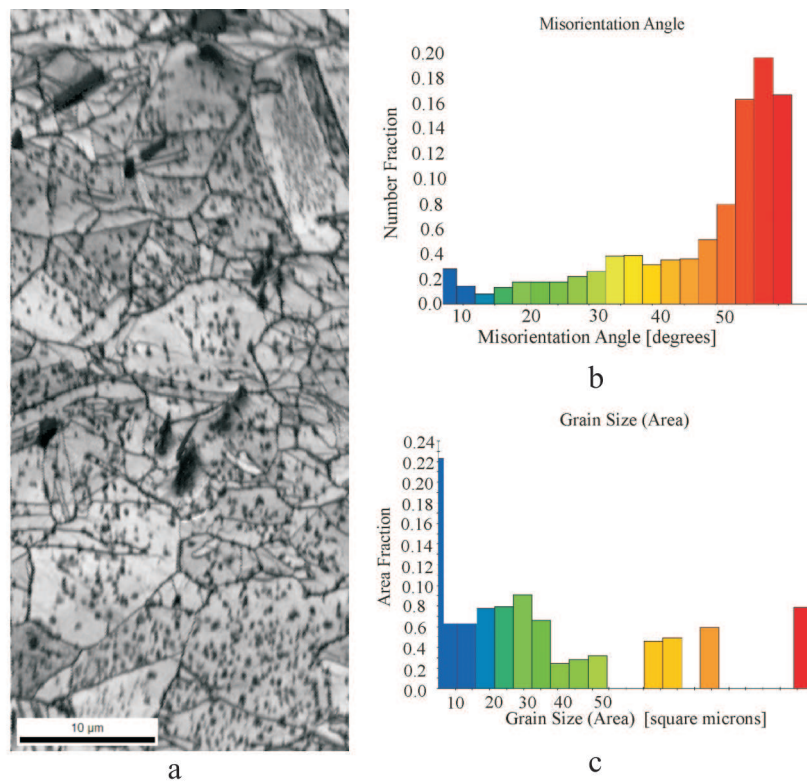 10 µm
a
Misorientation Angle
Number Fraction
0.20
0.18
0.16
0.14
0.12
0.10
0.8
0.6
0.4
0.2
0.0
10 20 30 40 50
Misorientation Angle [degrees]
b
Grain Size (Area)
Area Fraction
0.24
0.22
0.20
0.18
0.16
0.14
0.12
0.10
0.8
0.6
0.4
0.2
0.0
10 20 30 40 50
Grain Size (Area) [square microns]
c